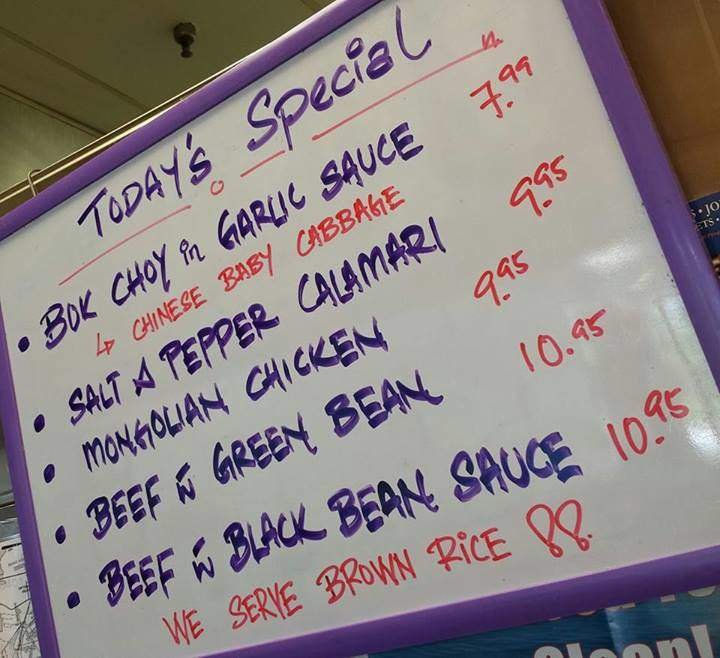 TODAY'S Special
• BOK CHOY in GARLIC SAUCE 7.99
↳ CHINESE BABY CABBAGE
• SALT & PEPPER CALAMARI 9.95
• MONGOLIAN CHICKEN 9.95
• BEEF W GREEN BEAN 10.95
• BEEF W BLACK BEAN SAUCE 10.95
WE SERVE BROWN RICE